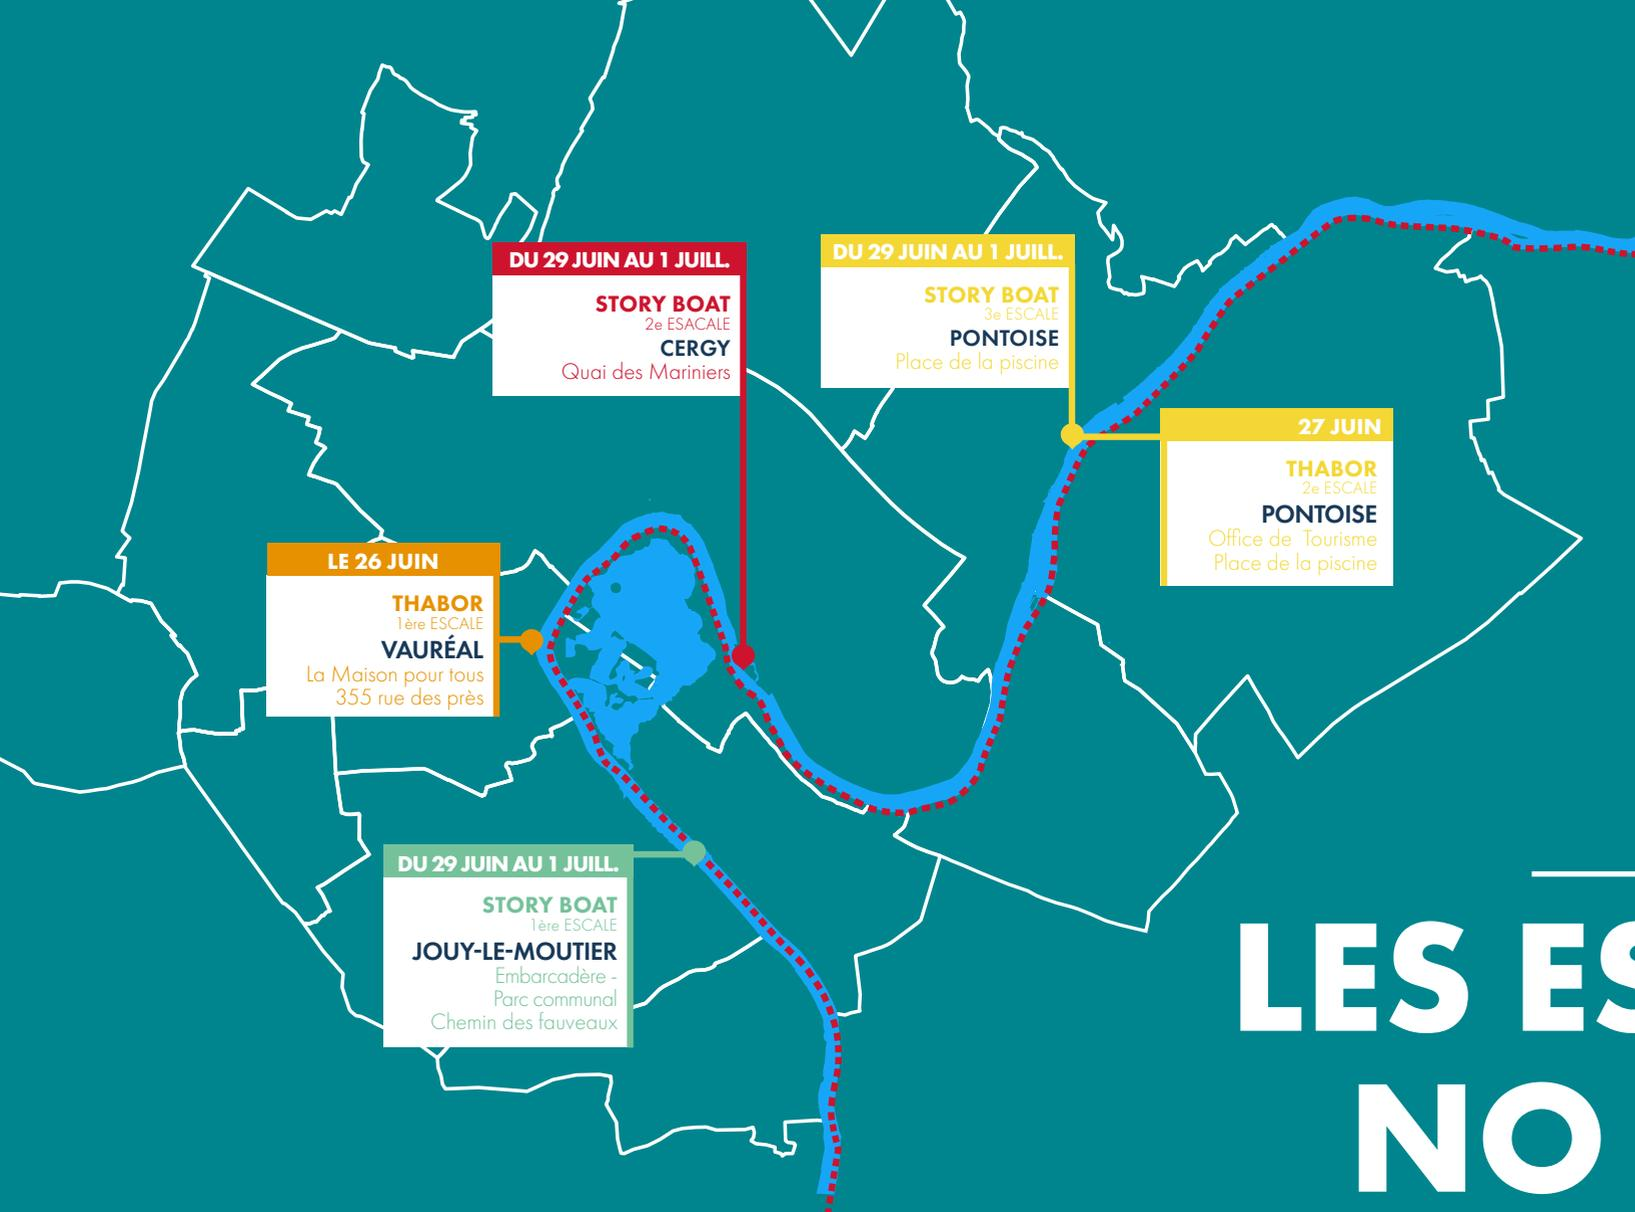 DU 29 JUIN AU 1 JUILL.
STORY BOAT
2e ESACALE
CERGY
Quai des Mariniers
DU 29 JUIN AU 1 JUILL.
STORY BOAT
3e ESCALE
PONTOISE
Place de la piscine
27 JUIN
THABOR
2e ESCALE
PONTOISE
Office de Tourisme
Place de la piscine
LE 26 JUIN
THABOR
1ère ESCALE
VAURÉAL
La Maison pour tous
355 rue des près
DU 29 JUIN AU 1 JUILL.
STORY BOAT
1ère ESCALE
JOUY-LE-MOUTIER
Embarcadère -
Parc communal
Chemin des fauveaux
LES ES
NO